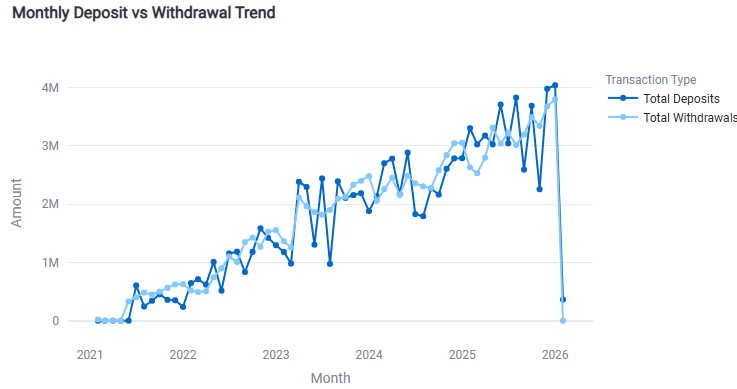 Monthly Deposit vs Withdrawal Trend
Transaction Type
Total Deposits
Total Withdrawals
Amount
4M
3M
2M
1M
0
2021 2022 2023 2024 2025 2026
Month